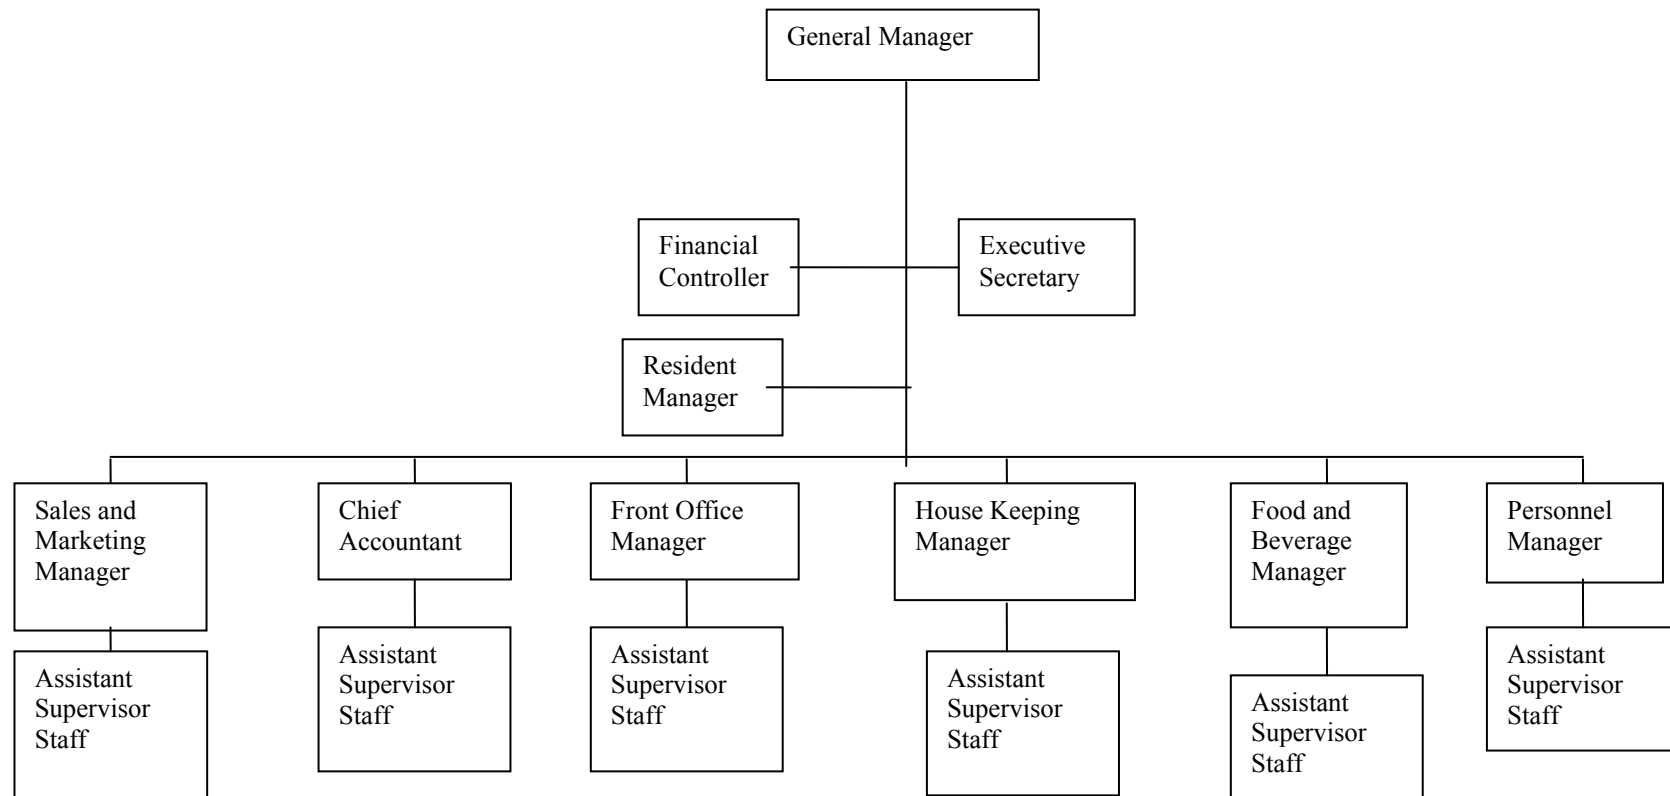 General Manager
Financial
Controller
Executive
Secretary
Resident
Manager
Sales and
Marketing
Manager
Chief
Accountant
Front Office
Manager
House Keeping
Manager
Food and
Beverage
Manager
Personnel
Manager
Assistant
Supervisor
Staff
Assistant
Supervisor
Staff
Assistant
Supervisor
Staff
Assistant
Supervisor
Staff
Assistant
Supervisor
Staff
Assistant
Supervisor
Staff